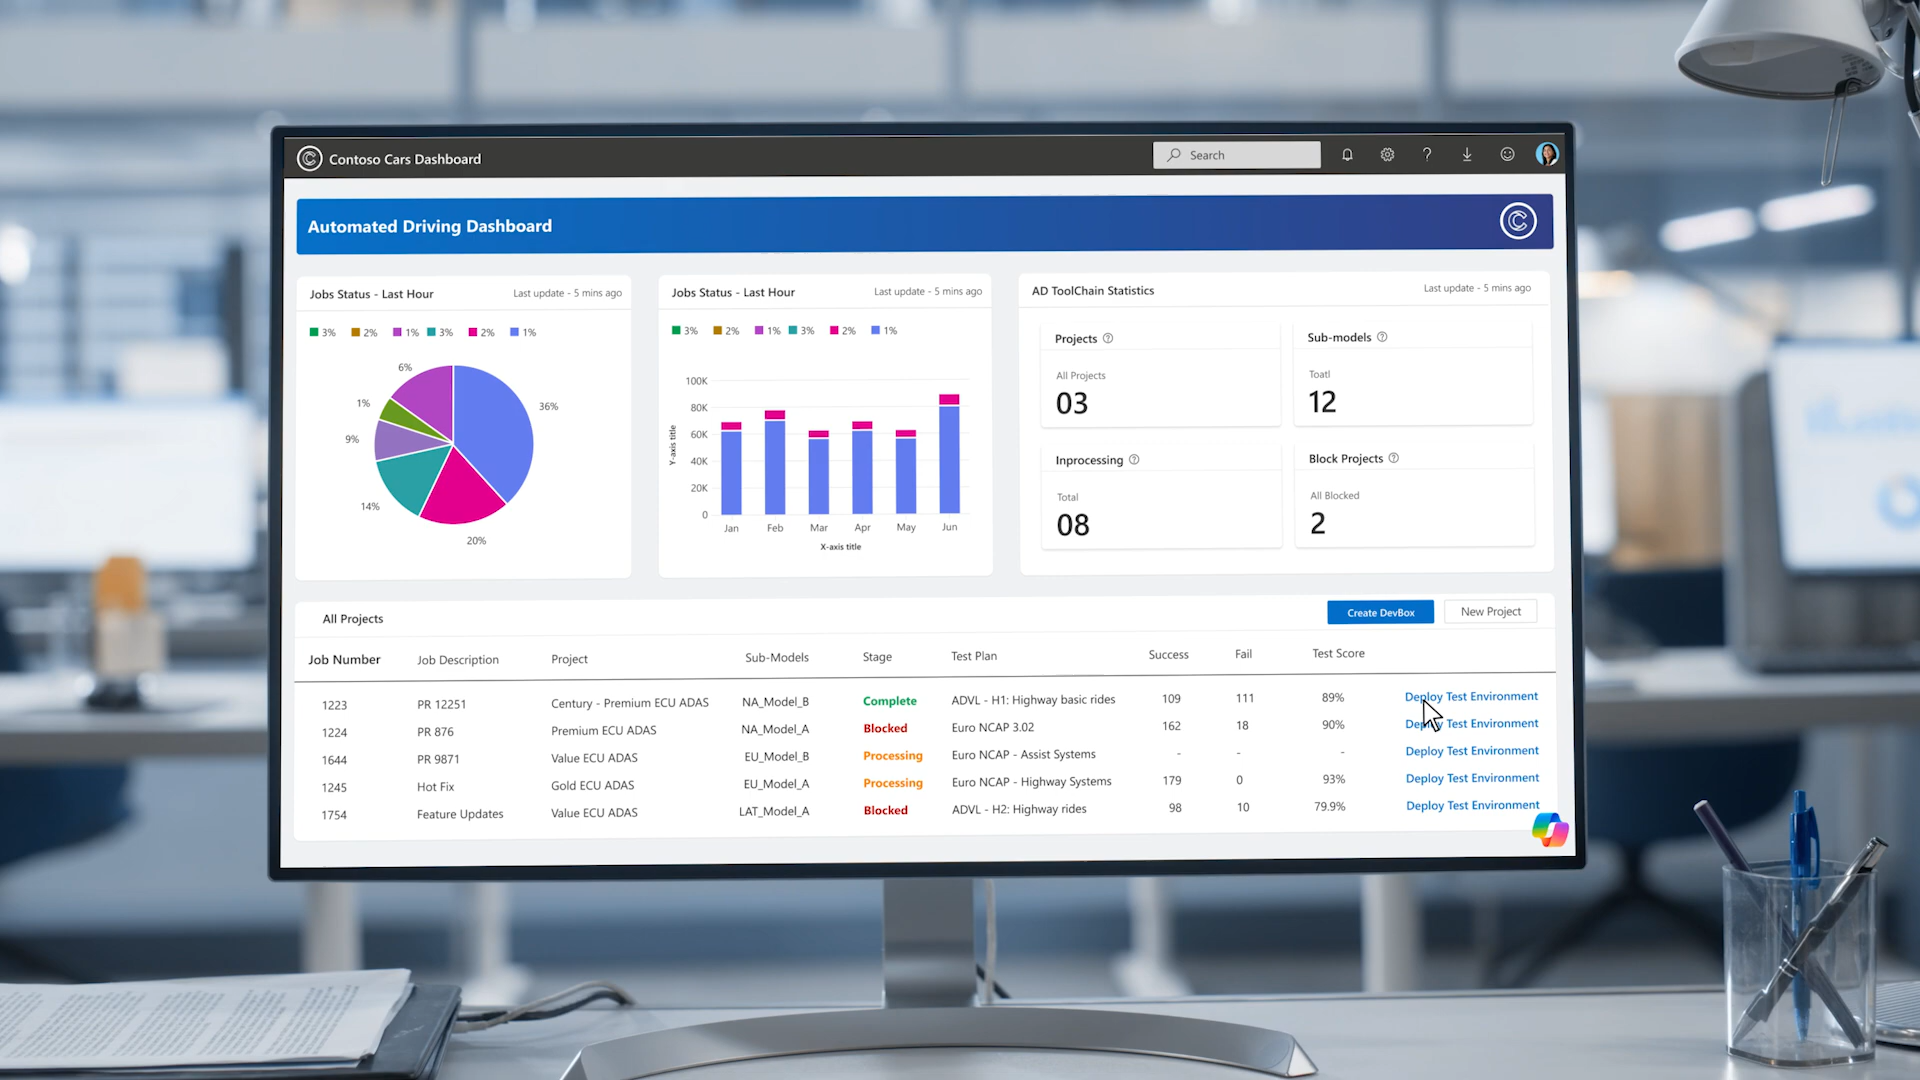 Contoso Cars Dashboard
Search
Automated Driving Dashboard
Jobs Status - Last Hour
Last update - 5 mins ago
3% 2% 1% 3% 2% 1%
6%
36%
1%
9%
14%
20%
Jobs Status - Last Hour
Last update - 5 mins ago
3% 2% 1% 3% 2% 1%
100K
80K
60K
40K
20K
0
Y-axis title
Jan Feb Mar Apr May Jun
X-axis title
AD ToolChain Statistics
Last update - 5 mins ago
Projects
All Projects
03
Sub-models
Toatl
12
Inprocessing
Total
08
Block Projects
All Blocked
2
All Projects
Create DevBox
New Project
Job Number Job Description Project Sub-Models Stage Test Plan Success Fail Test Score
1223 PR 12251 Century - Premium ECU ADAS NA_Model_B Complete ADVL - H1: Highway basic rides 109 111 89% Deploy Test Environment
1224 PR 876 Premium ECU ADAS NA_Model_A Blocked Euro NCAP 3.02 162 18 90% Deploy Test Environment
1644 PR 9871 Value ECU ADAS EU_Model_B Processing Euro NCAP - Assist Systems - - - Deploy Test Environment
1245 Hot Fix Gold ECU ADAS EU_Model_A Processing Euro NCAP - Highway Systems 179 0 93% Deploy Test Environment
1754 Feature Updates Value ECU ADAS LAT_Model_A Blocked ADVL - H2: Highway rides 98 10 79.9% Deploy Test Environment